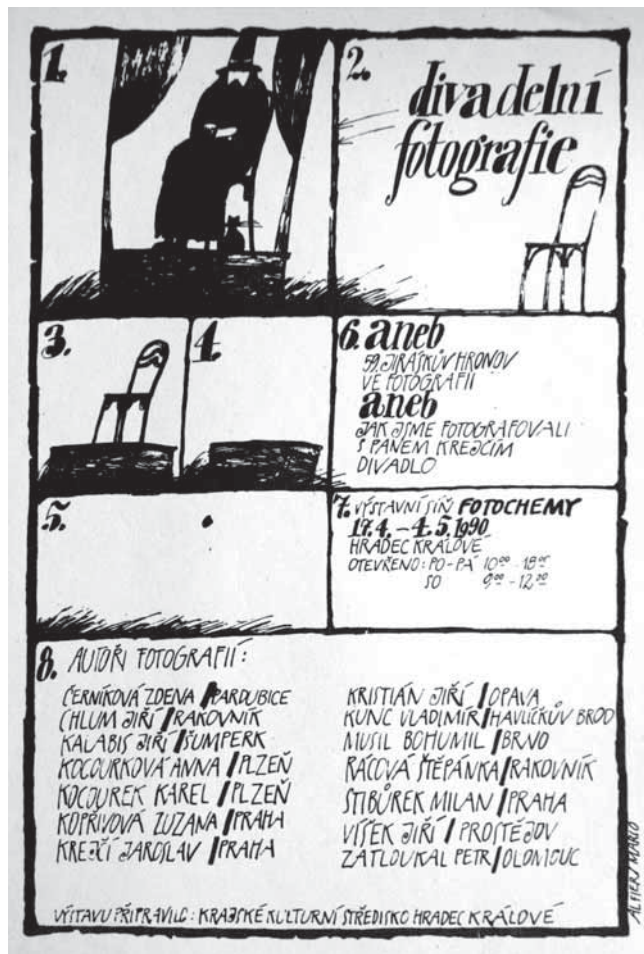 1.
2. divadelní
fotografie
3.
4.
6. aneb
59. JIRÁSKŮV HRONOV
VE FOTOGRAFII
aneb
JAK JSME FOTOGRAFOVALI
S PANEM KREJČÍM
DIVADLO
5.
7. VÝSTAVNÍ SÍŇ FOTOCHEMY
17.4. – 4.5. 1990
HRADEC KRÁLOVÉ
OTEVŘENO: PO - PÁ 10⁰⁰ - 18⁰⁰
SO 9⁰⁰ - 12⁰⁰
8. AUTOŘI FOTOGRAFIÍ:
ČERNÍKOVÁ ZDENA / PARDUBICE
CHLUM JIŘÍ / RAKOVNÍK
KALABIS JIŘÍ / ŠUMPERK
KOCOURKOVÁ ANNA / PLZEŇ
KOCOUREK KAREL / PLZEŇ
KOPŘIVOVÁ ZUZANA / PRAHA
KREJČÍ JAROSLAV / PRAHA
KRISTIÁN JIŘÍ / OPAVA
KUNC VLADIMÍR / HAVLÍČKŮV BROD
MUSIL BOHUMIL / BRNO
RÁCOVÁ ŠTĚPÁNKA / RAKOVNÍK
STIBŮREK MILAN / PRAHA
VÍŠEK JIŘÍ / PROSTĚJOV
ZATLOUKAL PETR / OLOMOUC
VÝSTAVU PŘIPRAVILO: KRAJSKÉ KULTURNÍ STŘEDISKO HRADEC KRÁLOVÉ